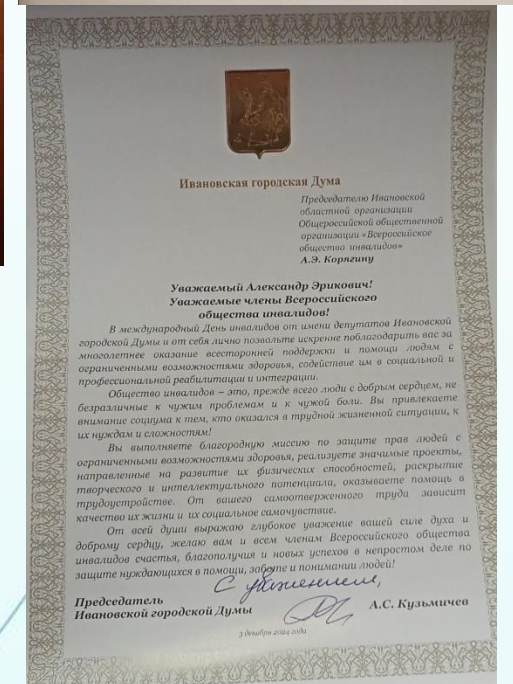 Ивановская городская Дума
Председателю Ивановской
областной организации
Общероссийской общественной
организации «Всероссийское
общество инвалидов»
А.Э. Корягину
Уважаемый Александр Эрикович!
Уважаемые члены Всероссийского
общества инвалидов!
В международный День инвалидов от имени депутатов Ивановской
городской Думы и от себя лично позвольте искренне поблагодарить вас за
многолетнее оказание всесторонней поддержки и помощи людям с
ограниченными возможностями здоровья, содействие им в социальной и
профессиональной реабилитации и интеграции.
Общество инвалидов – это, прежде всего люди с добрым сердцем, не
безразличные к чужим проблемам и к чужой боли. Вы привлекаете
внимание социума к тем, кто оказался в трудной жизненной ситуации, к
их нуждам и сложностям!
Вы выполняете благородную миссию по защите прав людей с
ограниченными возможностями здоровья, реализуете значимые проекты,
направленные на развитие их физических способностей, раскрытие
творческого и интеллектуального потенциала, оказываете помощь в
трудоустройстве. От вашего самоотверженного труда зависит
качество их жизни и их социальное самочувствие.
От всей души выражаю глубокое уважение вашей силе духа и
доброму сердцу, желаю вам и всем членам Всероссийского общества
инвалидов счастья, благополучия и новых успехов в непростом деле по
защите нуждающихся в помощи, заботе и понимании людей!
С уважением,
Председатель
Ивановской городской Думы А.С. Кузьмичев
3 декабря 2024 года